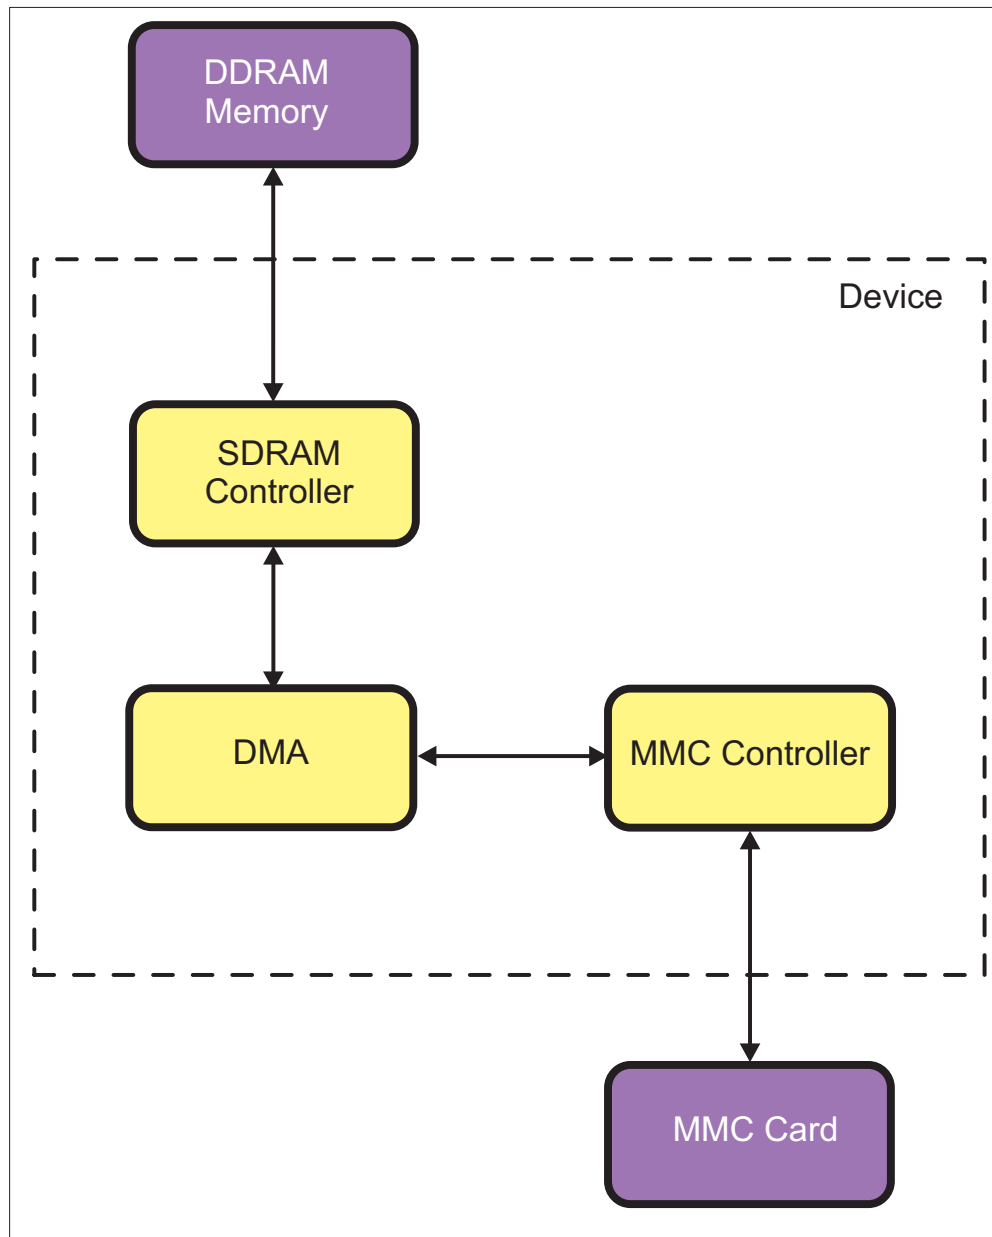 DDRAM
Memory
Device
SDRAM
Controller
DMA
MMC Controller
MMC Card